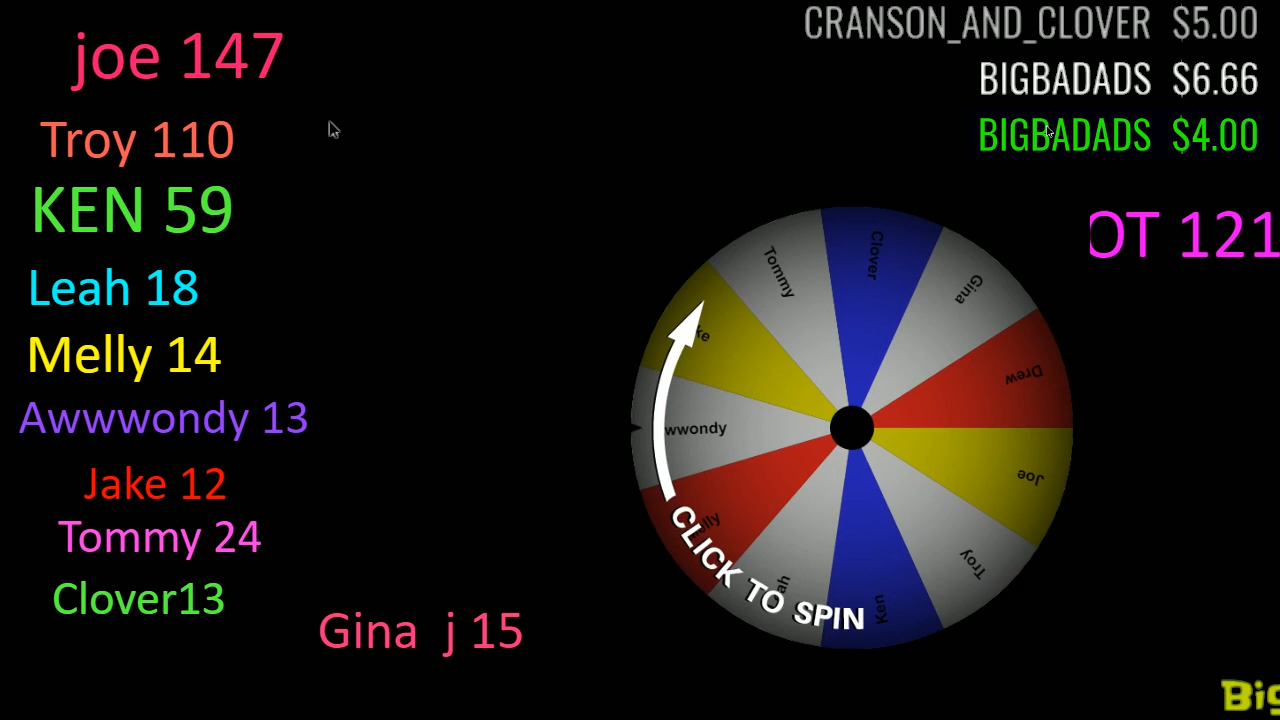 joe 147
Troy 110
KEN 59
Leah 18
Melly 14
Awwwondy 13
Jake 12
Tommy 24
Clover13
Gina j 15
CRANSON_AND_CLOVER $5.00
BIGBADADS $6.66
BIGBADADS $4.00
OT 121
Tommy
Clover
Gina
Drew
Joe
Troy
Ken
wwondy
CLICK TO SPIN